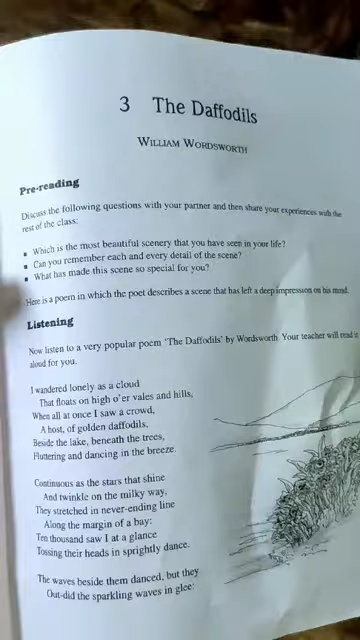 3 The Daffodils
WILLIAM WORDSWORTH
Pre-reading
Discuss the following questions with your partner and then share your experiences with the
rest of the class:
▪ Which is the most beautiful scenery that you have seen in your life?
▪ Can you remember each and every detail of the scene?
▪ What has made this scene so special for you?
Here is a poem in which the poet describes a scene that has left a deep impression on his mind.
Listening
Now listen to a very popular poem 'The Daffodils' by Wordsworth. Your teacher will read it
aloud for you.
I wandered lonely as a cloud
That floats on high o'er vales and hills,
When all at once I saw a crowd,
A host, of golden daffodils,
Beside the lake, beneath the trees,
Fluttering and dancing in the breeze.
Continuous as the stars that shine
And twinkle on the milky way,
They stretched in never-ending line
Along the margin of a bay:
Ten thousand saw I at a glance
Tossing their heads in sprightly dance.
The waves beside them danced, but they
Out-did the sparkling waves in glee: